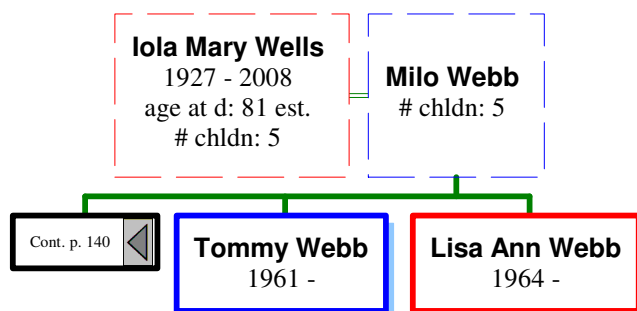 Iola Mary Wells
1927 - 2008
age at d: 81 est.
# chldn: 5
Milo Webb
# chldn: 5
Cont. p. 140
Tommy Webb
1961 -
Lisa Ann Webb
1964 -